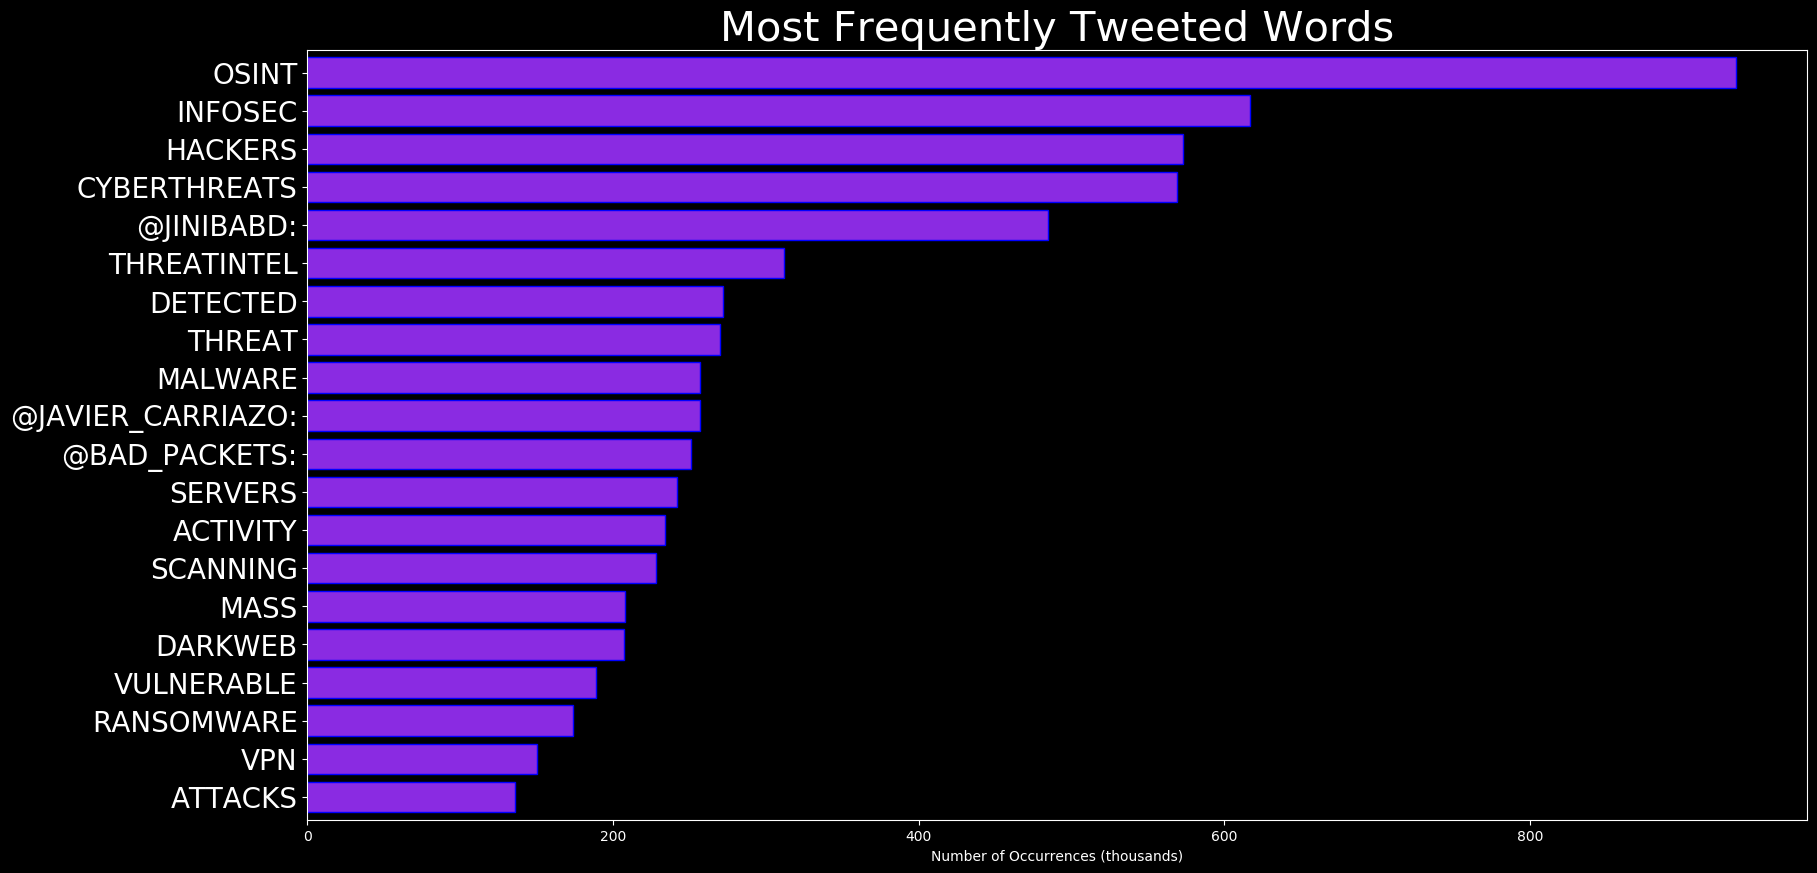 Most Frequently Tweeted Words
OSINT
INFOSEC
HACKERS
CYBERTHREATS
@JINIBABD:
THREATINTEL
DETECTED
THREAT
MALWARE
@JAVIER_CARRIAZO:
@BAD_PACKETS:
SERVERS
ACTIVITY
SCANNING
MASS
DARKWEB
VULNERABLE
RANSOMWARE
VPN
ATTACKS
0 200 400 600 800
Number of Occurrences (thousands)